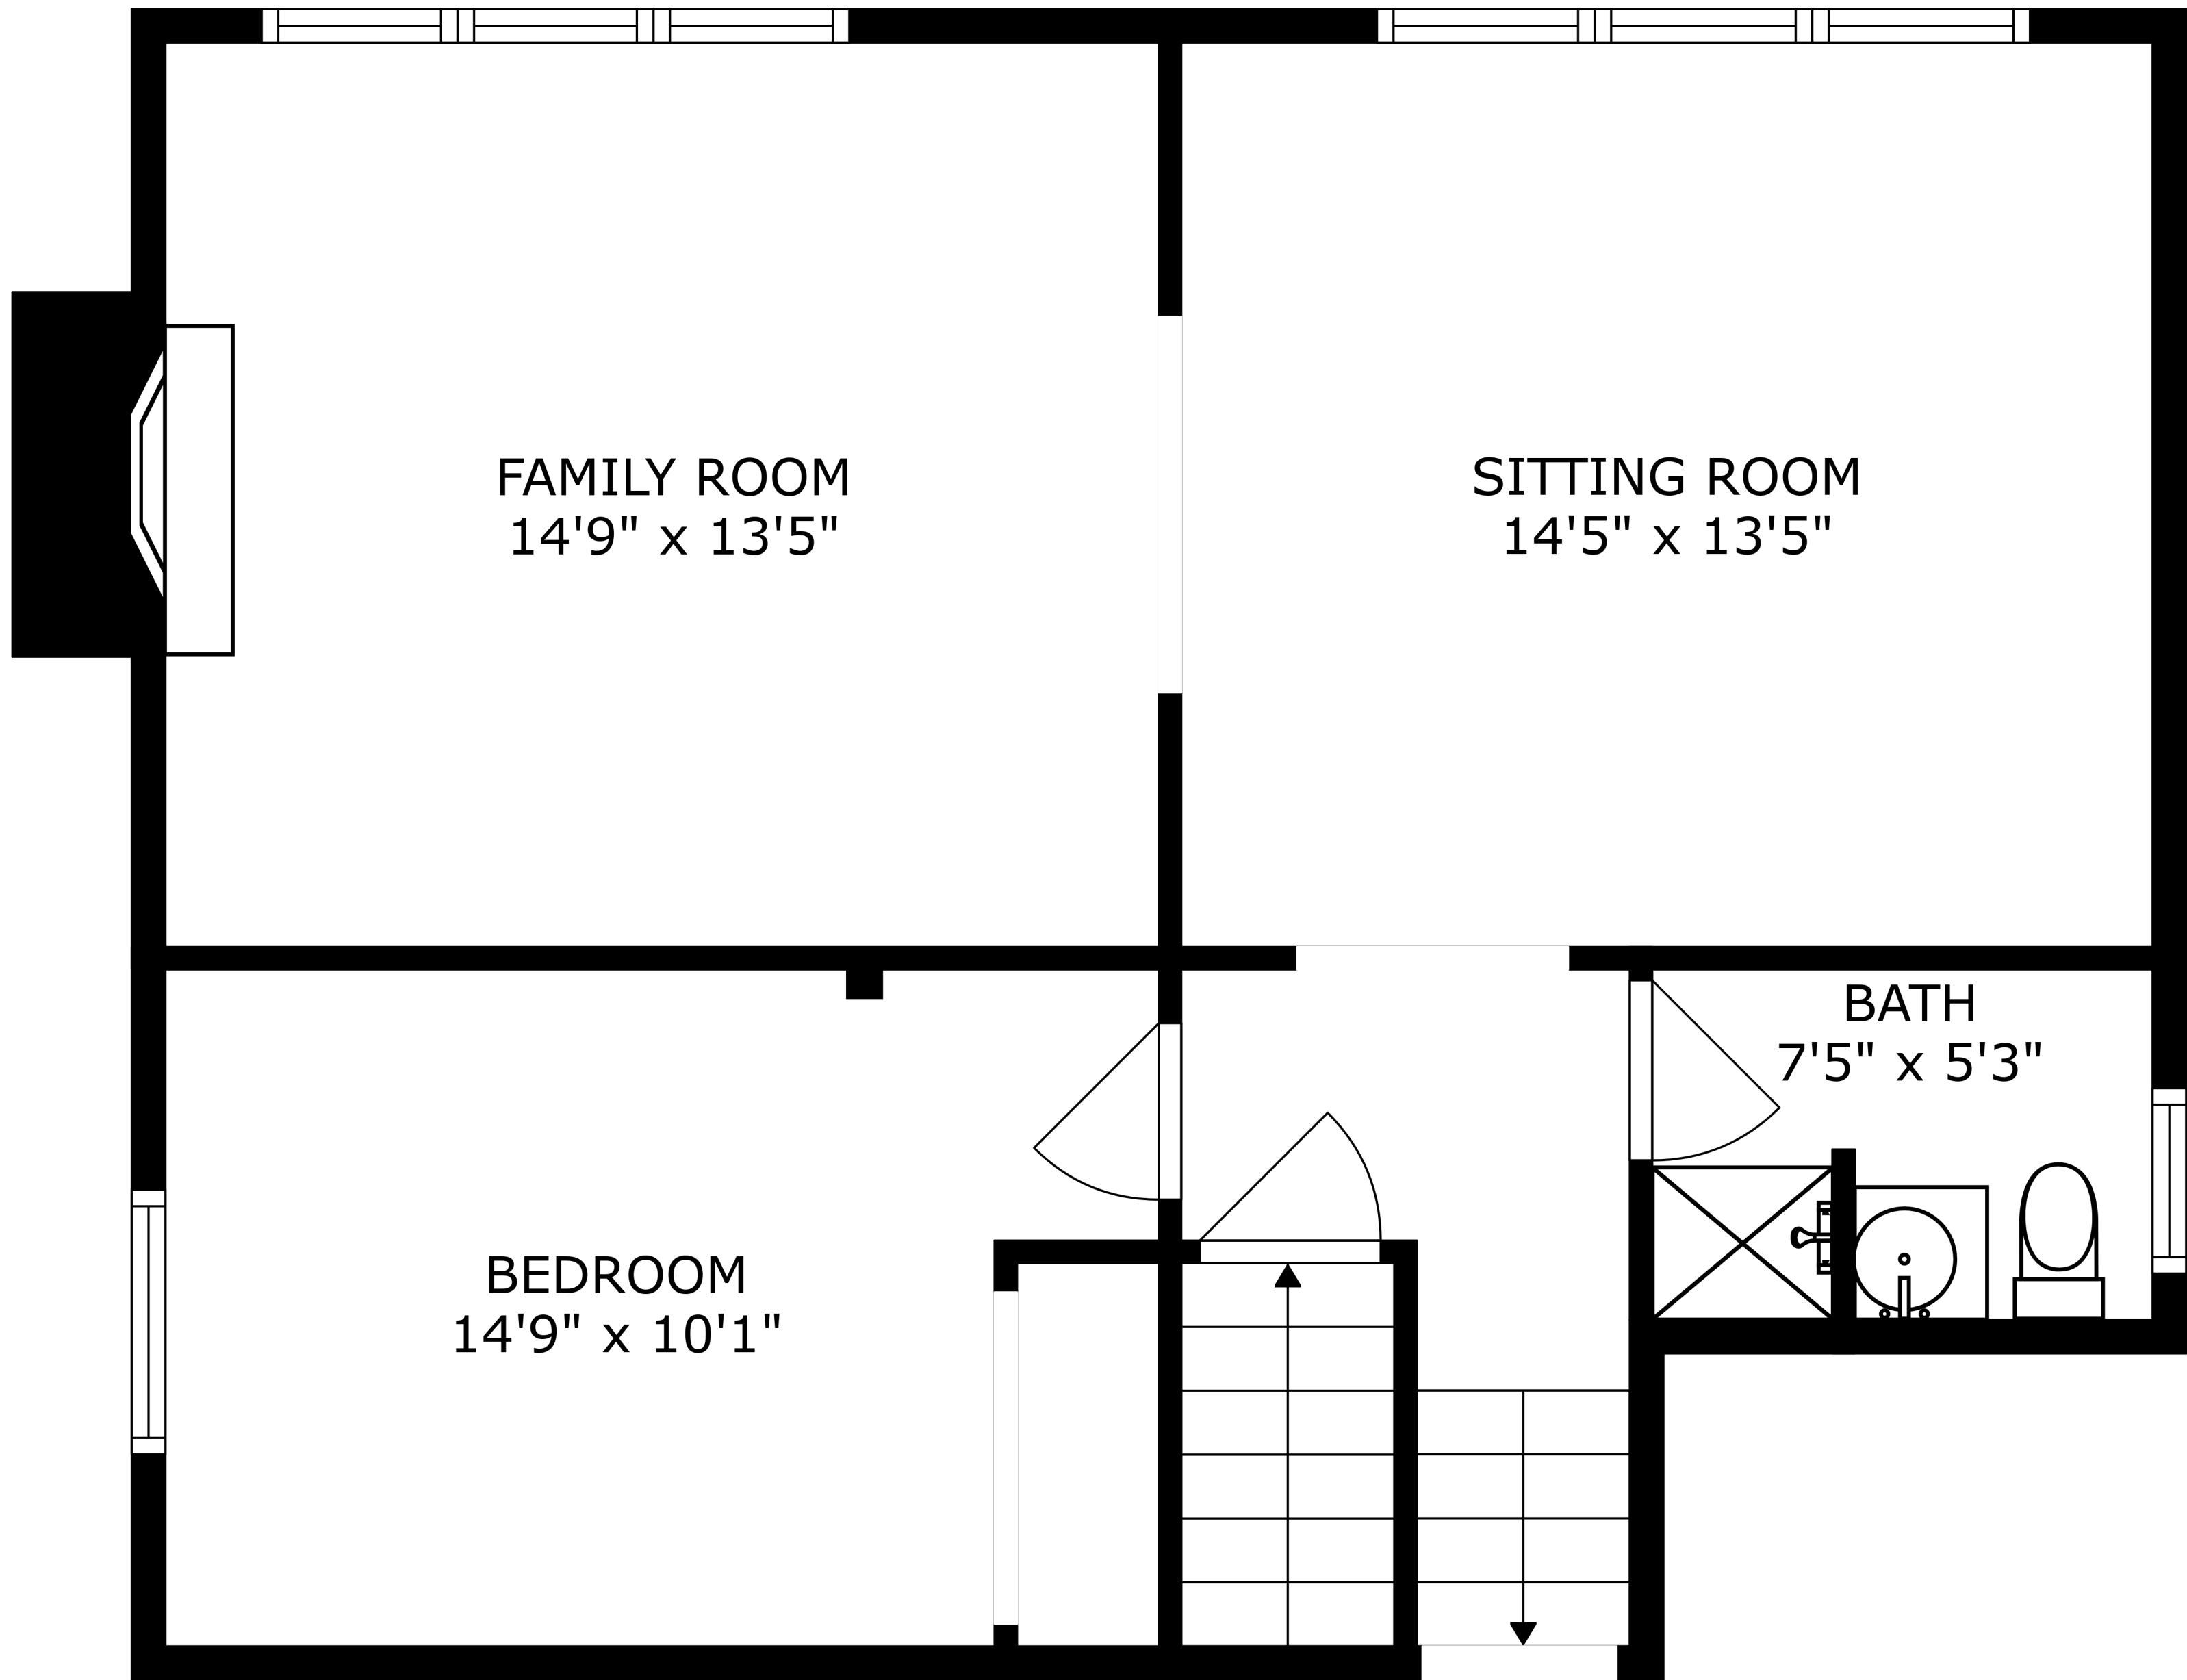 FAMILY ROOM
14'9" x 13'5"
SITTING ROOM
14'5" x 13'5"
BATH
7'5" x 5'3"
BEDROOM
14'9" x 10'1"